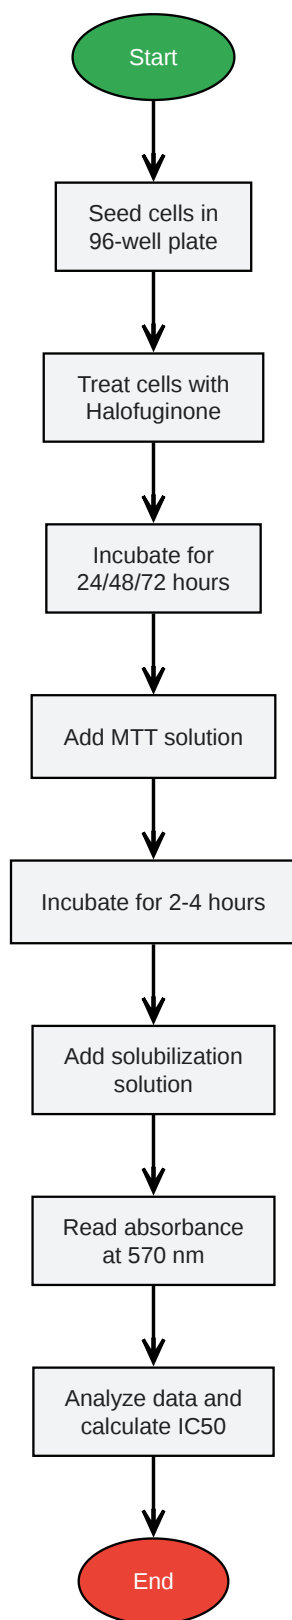 Start
Seed cells in
96-well plate
Treat cells with
Halofuginone
Incubate for
24/48/72 hours
Add MTT solution
Incubate for 2-4 hours
Add solubilization
solution
Read absorbance
at 570 nm
Analyze data and
calculate IC50
End